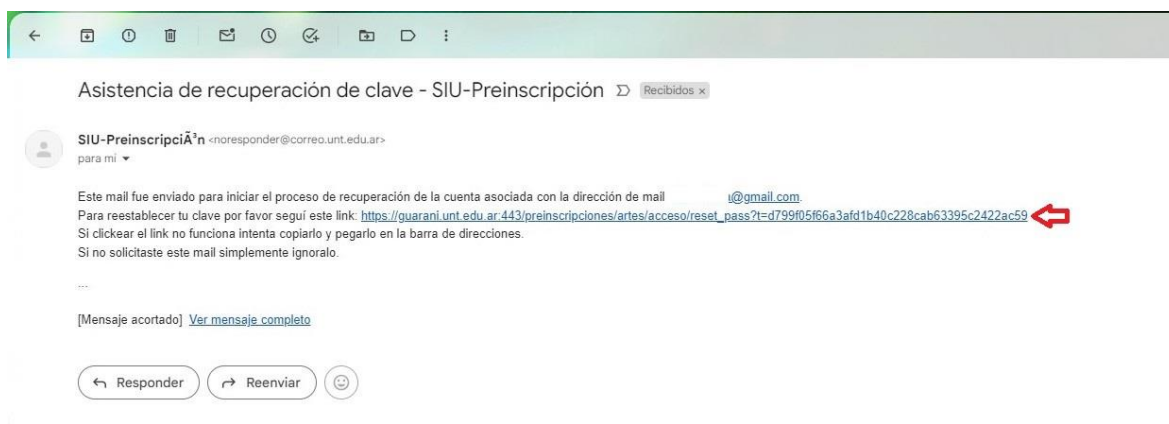 Asistencia de recuperación de clave - SIU-Preinscripción Recibidos x
SIU-PreinscripciÃ³n <noresponder@correo.unt.edu.ar>
para mí
Este mail fue enviado para iniciar el proceso de recuperación de la cuenta asociada con la dirección de mail @gmail.com.
Para reestablecer tu clave por favor seguí este link: https://guarani.unt.edu.ar:443/preinscripciones/artes/acceso/reset_pass?t=d799f05f66a3afd1b40c228cab63395c2422ac59
Si clickear el link no funciona intenta copiarlo y pegarlo en la barra de direcciones.
Si no solicitaste este mail simplemente ignoralo.
...
[Mensaje acortado] Ver mensaje completo
Responder Reenviar